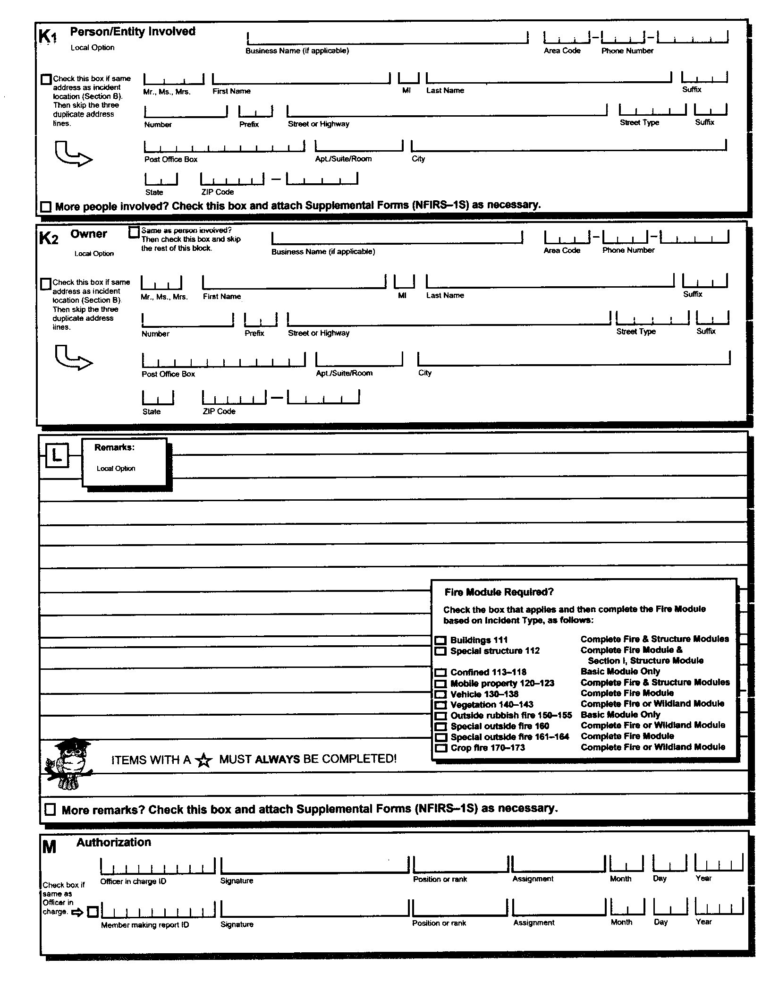 K1 Person/Entity Involved
Local Option
Business Name (if applicable)
Area Code
Phone Number
Check this box if same
address as incident
location (Section B).
Then skip the three
duplicate address
lines.
Mr., Ms., Mrs.
First Name
MI
Last Name
Suffix
Number
Prefix
Street or Highway
Street Type
Suffix
Post Office Box
Apt./Suite/Room
City
State
ZIP Code
More people involved? Check this box and attach Supplemental Forms (NFIRS–1S) as necessary.
K2 Owner
Local Option
Same as person involved?
Then check this box and skip
the rest of this block.
Business Name (if applicable)
Area Code
Phone Number
Check this box if same
address as incident
location (Section B).
Then skip the three
duplicate address
lines.
Mr., Ms., Mrs.
First Name
MI
Last Name
Suffix
Number
Prefix
Street or Highway
Street Type
Suffix
Post Office Box
Apt./Suite/Room
City
State
ZIP Code
L
Remarks:
Local Option
Fire Module Required?
Check the box that applies and then complete the Fire Module
based on Incident Type, as follows:
Buildings 111 Complete Fire & Structure Modules
Special structure 112 Complete Fire Module &
Section I, Structure Module
Confined 113–118 Basic Module Only
Mobile property 120–123 Complete Fire & Structure Modules
Vehicle 130–138 Complete Fire Module
Vegetation 140–143 Complete Fire or Wildland Module
Outside rubbish fire 150–155 Basic Module Only
Special outside fire 160 Complete Fire or Wildland Module
Special outside fire 161–164 Complete Fire Module
Crop fire 170–173 Complete Fire or Wildland Module
ITEMS WITH A ☆ MUST ALWAYS BE COMPLETED!
More remarks? Check this box and attach Supplemental Forms (NFIRS–1S) as necessary.
M Authorization
Officer in charge ID
Signature
Position or rank
Assignment
Month
Day
Year
Check box if
same as
Officer in
charge.
Member making report ID
Signature
Position or rank
Assignment
Month
Day
Year